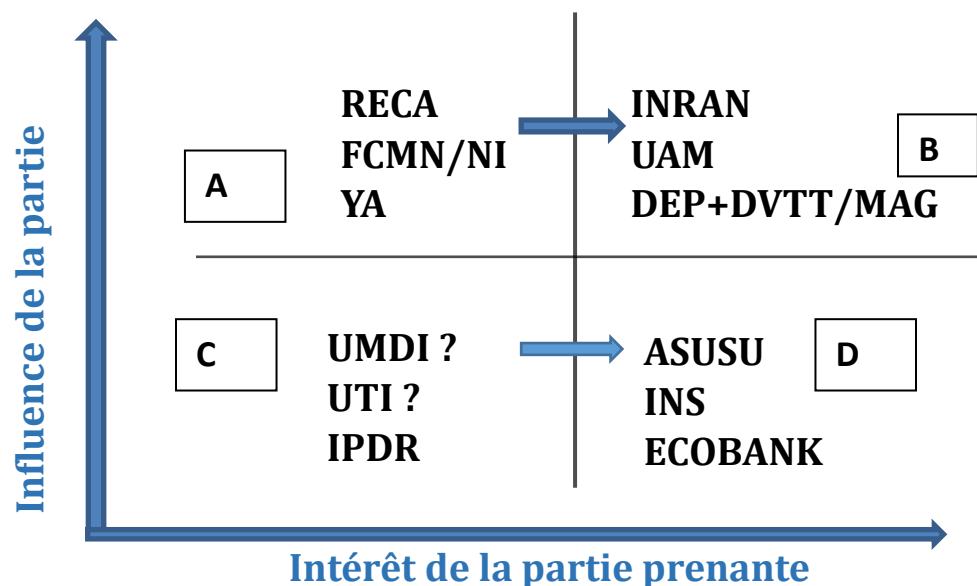 Influence de la partie
A
RECA
FCMN/NI
YA
INRAN
UAM
DEP+DVTT/MAG
B
C
UMDI ?
UTI ?
IPDR
ASUSU
INS
ECOBANK
D
Intérêt de la partie prenante